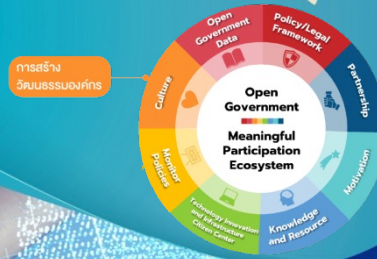 Open
Government
Data
Policy/Legal
Framework
Partnership
Motivation
Knowledge
and Resource
Technology Innovation
and Infrastructure
Citizen Center
Monitor
Policies
Culture
การสร้าง
วัฒนธรรมองค์กร
Open
Government
Meaningful
Participation
Ecosystem